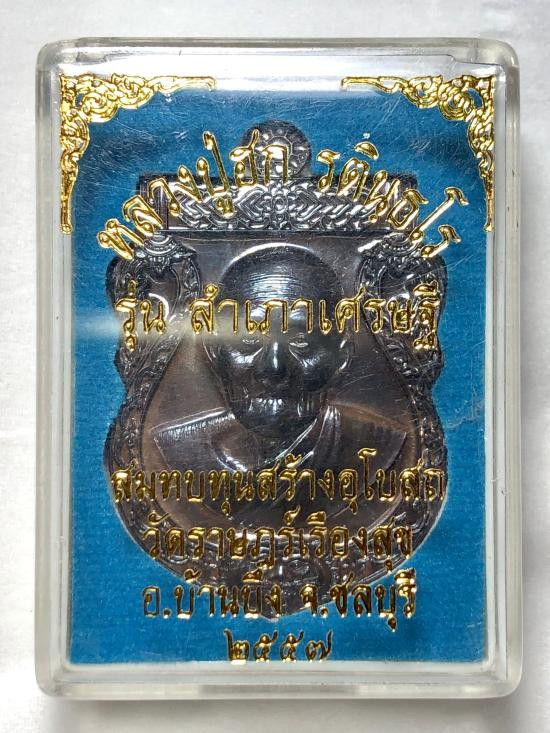 หลวงปู่ฮก รตินฺธโร
รุ่น สำเภาเศรษฐี
สมทบทุนสร้างอุโบสถ
วัดราษฎร์เรืองสุข
อ.บ้านบึง จ.ชลบุรี
๒๕๕๗